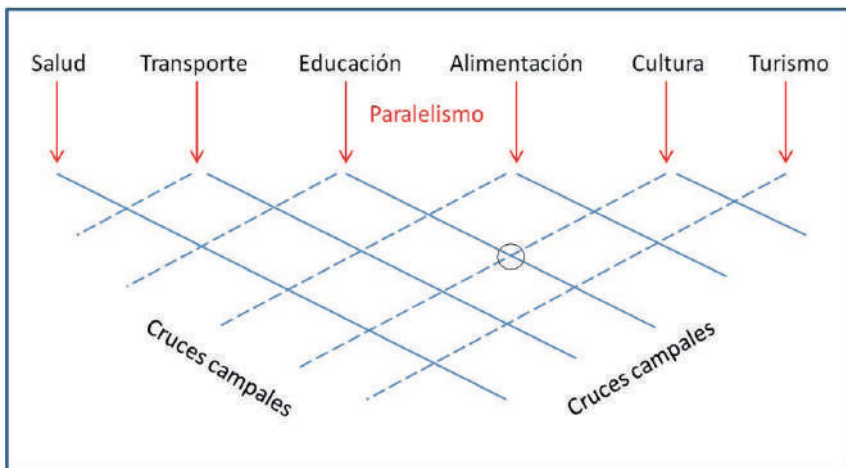 Salud Transporte Educación Alimentación Cultura Turismo
Paralelismo
Cruces campales
Cruces campales